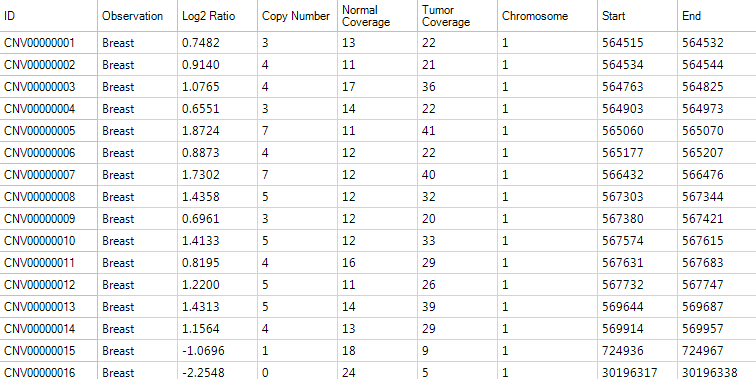 ID Observation Log2 Ratio Copy Number Normal Coverage Tumor Coverage Chromosome Start End
CNV00000001 Breast 0.7482 3 13 22 1 564515 564532
CNV00000002 Breast 0.9140 4 11 21 1 564534 564544
CNV00000003 Breast 1.0765 4 17 36 1 564763 564825
CNV00000004 Breast 0.6551 3 14 22 1 564903 564973
CNV00000005 Breast 1.8724 7 11 41 1 565060 565070
CNV00000006 Breast 0.8873 4 12 22 1 565177 565207
CNV00000007 Breast 1.7302 7 12 40 1 566432 566476
CNV00000008 Breast 1.4358 5 12 32 1 567303 567344
CNV00000009 Breast 0.6961 3 12 20 1 567380 567421
CNV00000010 Breast 1.4133 5 12 33 1 567574 567615
CNV00000011 Breast 0.8195 4 16 29 1 567631 567683
CNV00000012 Breast 1.2200 5 11 26 1 567732 567747
CNV00000013 Breast 1.4313 5 14 39 1 569644 569687
CNV00000014 Breast 1.1564 4 13 29 1 569914 569957
CNV00000015 Breast -1.0696 1 18 9 1 724936 724967
CNV00000016 Breast -2.2548 0 24 5 1 30196317 30196338